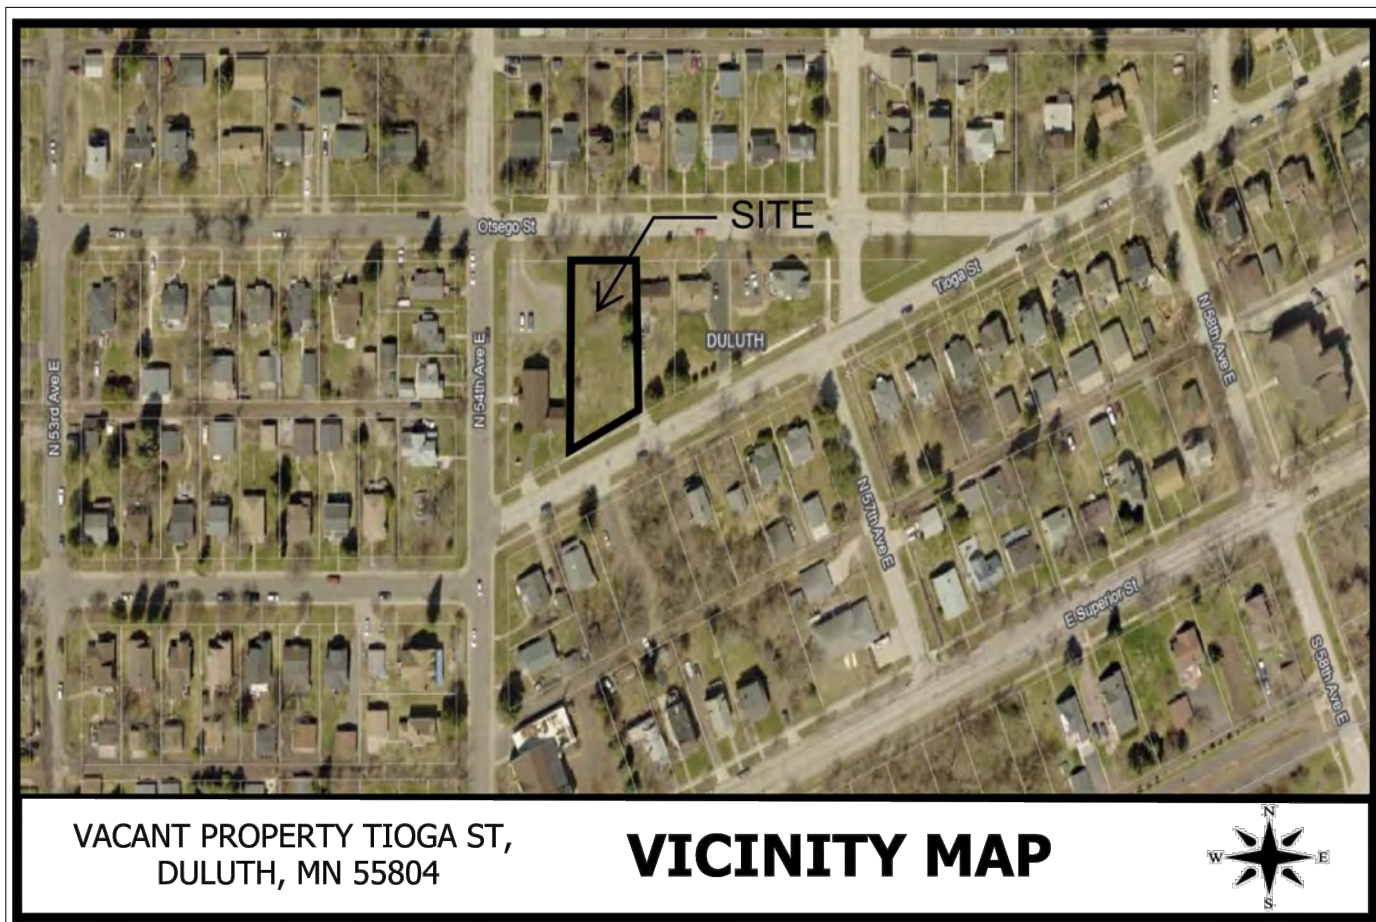 SITE
Otsego St
Tioga St
DULUTH
N 53rd Ave E
N 54th Ave E
N 58th Ave E
N 57th Ave E
E Superior St
S 58th Ave E
VACANT PROPERTY TIOGA ST,
DULUTH, MN 55804
VICINITY MAP
N
W E
S